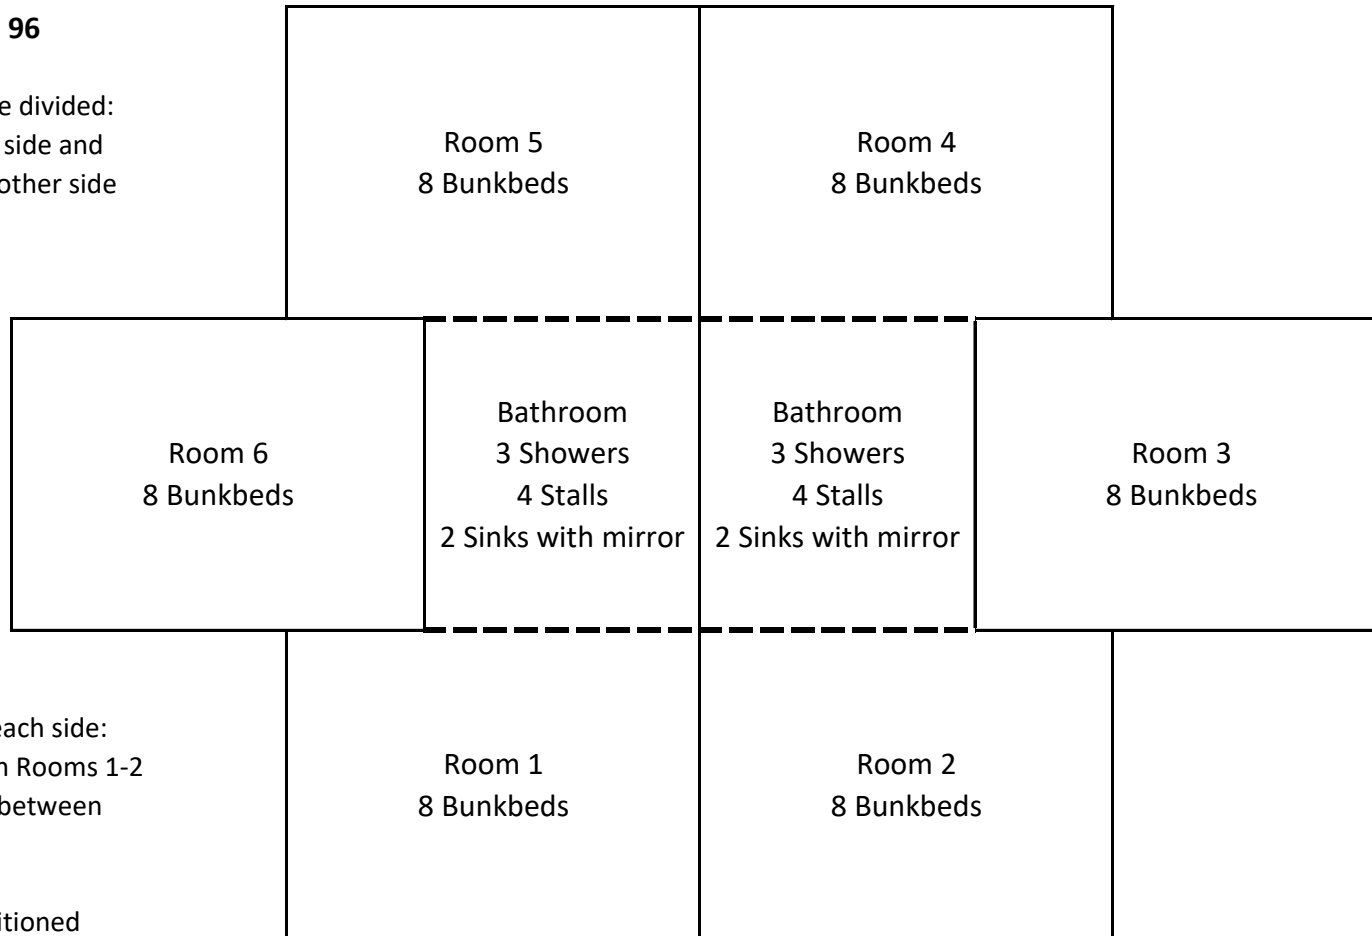 96
e divided:
side and
other side
Room 5
8 Bunkbeds
Room 4
8 Bunkbeds
Room 6
8 Bunkbeds
Bathroom
3 Showers
4 Stalls
2 Sinks with mirror
Bathroom
3 Showers
4 Stalls
2 Sinks with mirror
Room 3
8 Bunkbeds
each side:
n Rooms 1-2
between
itioned
Room 1
8 Bunkbeds
Room 2
8 Bunkbeds